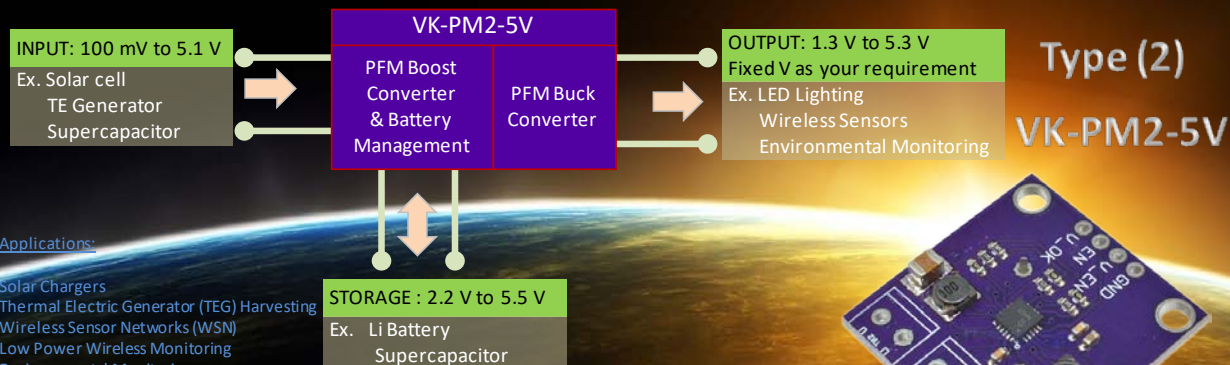 VK-PM2-5V
INPUT: 100 mV to 5.1 V
Ex. Solar cell
TE Generator
Supercapacitor
PFM Boost
Converter
& Battery
Management
PFM Buck
Converter
OUTPUT: 1.3 V to 5.3 V
Fixed V as your requirement
Ex. LED Lighting
Wireless Sensors
Environmental Monitoring
Type (2)
VK-PM2-5V
STORAGE : 2.2 V to 5.5 V
Ex. Li Battery
Supercapacitor
Applications:
Solar Chargers
Thermal Electric Generator (TEG) Harvesting
Wireless Sensor Networks (WSN)
Low Power Wireless Monitoring
V_OK
EN
V_EN
GND
100